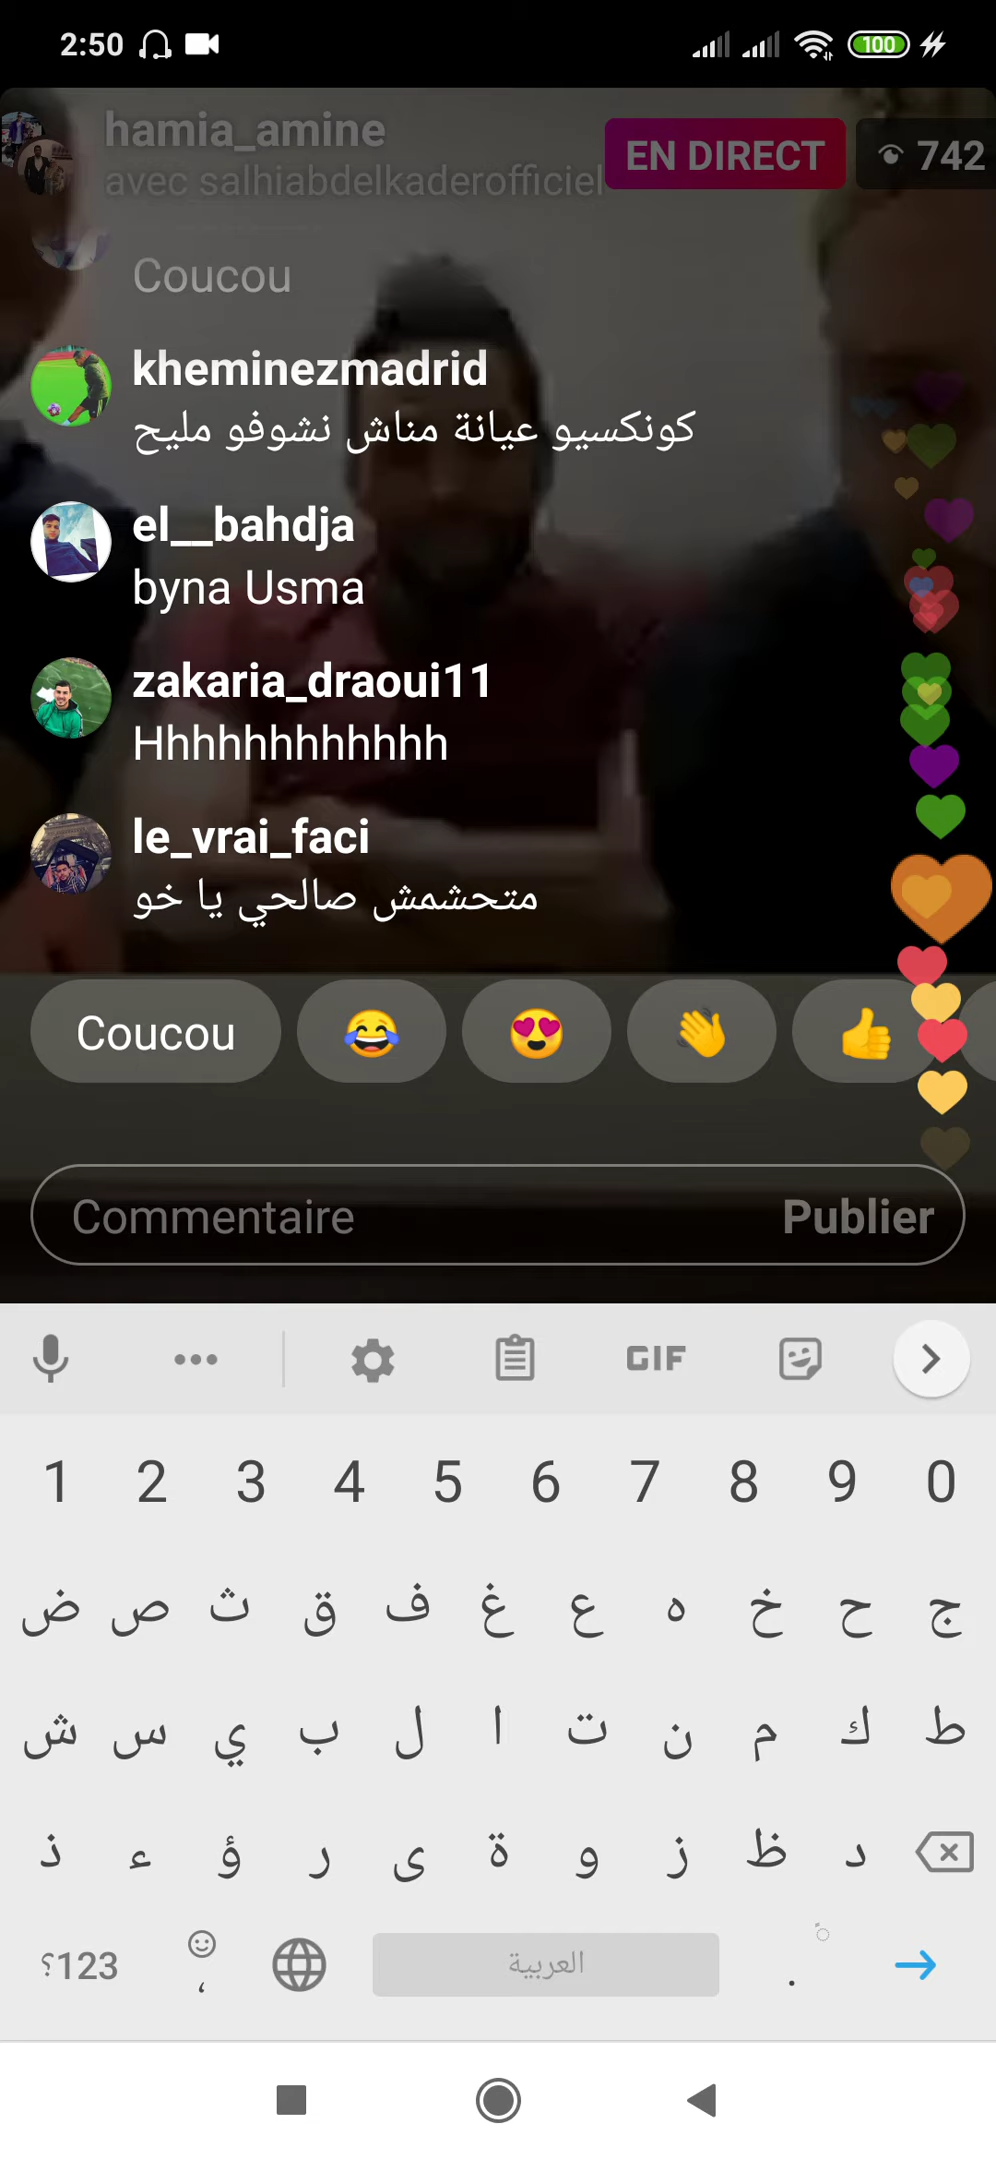 2:50
100
hamia_amine
avec salhiabdelkaderofficiel
EN DIRECT
742
Coucou
kheminezmadrid
كونكسيو عيانة مناش نشوفو مليح
el__bahdja
byna Usma
zakaria_draoui11
Hhhhhhhhhhhh
le_vrai_faci
متحشمش صالحي يا خو
Coucou 😂 😍 👋 👍
Commentaire Publier
GIF
1 2 3 4 5 6 7 8 9 0
ض ص ث ق ف غ ع ه خ ح ج
ش س ي ب ل ا ت ن م ك ط
ذ ء ؤ ر ى ة و ز ظ د
؟123 ، العربية .